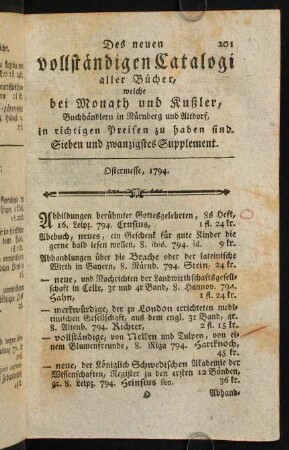 Des neuen 201
vollständigen Catalogi
aller Bücher,
welche
bei Monath und Kußler,
Buchhändlern in Nürnberg und Altdorf,
in richtigen Preisen zu haben sind.
Sieben und zwanzigstes Supplement.
Ostermesse, 1794.
Abbildungen berühmter Gottesgelehrten, 8s Heft,
16. Leipz. 794. Crusius, 1 fl. 24 kr.
Abebuch, neues, ein Geschenk für gute Kinder die
gerne bald lesen wollen, 8. ibid. 794. id. 9 kr.
Abhandlungen über die Brache oder der lateinische
Wirth in Bayern, 8. Nürnb. 794. Stein, 24 kr.
— neue, und Nachrichten der Landwirthschaftsgesell-
schaft in Celle, 3r und 4r Band, 8. Hannov. 794.
Hahn, 1 fl. 24 kr.
— merkwürdige, der zu London errichteten medi-
cinischen Gesellschaft, aus dem engl. 3r Band, gr.
8. Altenb. 794. Richter, 2 fl. 15 kr.
— vollständige, von Nelken und Tulpen, von ei-
nem Blumenfreunde, 8. Riga 794. Hartknoch,
45 kr.
— neue, der Königlich Schwedischen Akademie der
Wissenschaften, Register zu den ersten 12 Bänden,
gr. 8. Leipz. 794. Heinsius sen. 36 kr.
Abhand-